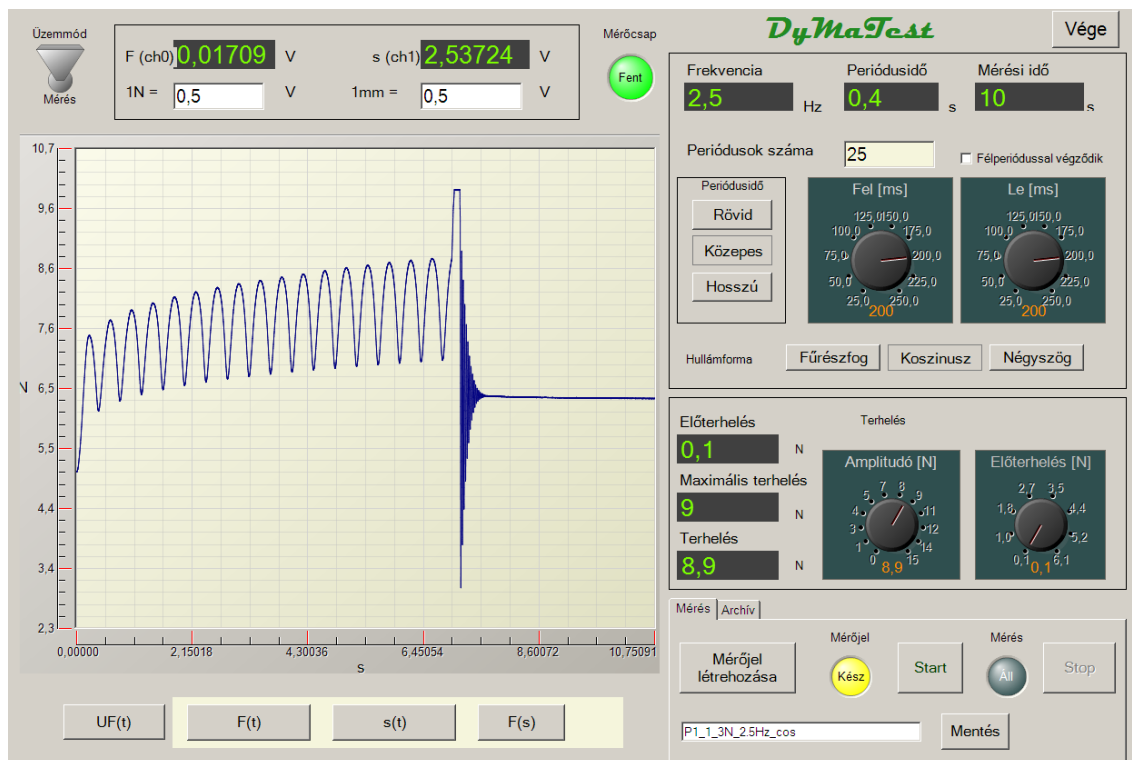 Üzemmód
Mérés
F (ch0) 0,01709 V
s (ch1) 2,53724 V
1N = 0,5 V
1mm = 0,5 V
Mérőcsap
Fent
DyMaTest
Vége
Frekvencia
2,5 Hz
Periódusidő
0,4 s
Mérési idő
10 s
Periódusok száma 25
Félperiódussal végződik
Periódusidő
Rövid
Közepes
Hosszú
Fel [ms]
125,0 150,0
100,0 175,0
75,0 200,0
50,0 225,0
25,0 250,0
200
Le [ms]
125,0 150,0
100,0 175,0
75,0 200,0
50,0 225,0
25,0 250,0
200
Hullámforma Fűrészfog Koszinusz Négyszög
10,7
9,6
8,6
7,6
N 6,5
5,5
4,4
3,4
2,3
0,00000 2,15018 4,30036 6,45054 8,60072 10,75091
s
UF(t) F(t) s(t) F(s)
Előterhelés
0,1 N
Maximális terhelés
9 N
Terhelés
8,9 N
Terhelés
Amplitudó [N]
7 8
5 9
4 11
3 12
1 14
0 15
8,9
Előterhelés [N]
2,7 3,5
1,8 4,4
1,0 5,2
0,1 6,1
0,1
Mérés Archív
Mérőjel
létrehozása
Mérőjel
Kész
Start
Mérés
Áll
Stop
P1_1_3N_2.5Hz_cos
Mentés